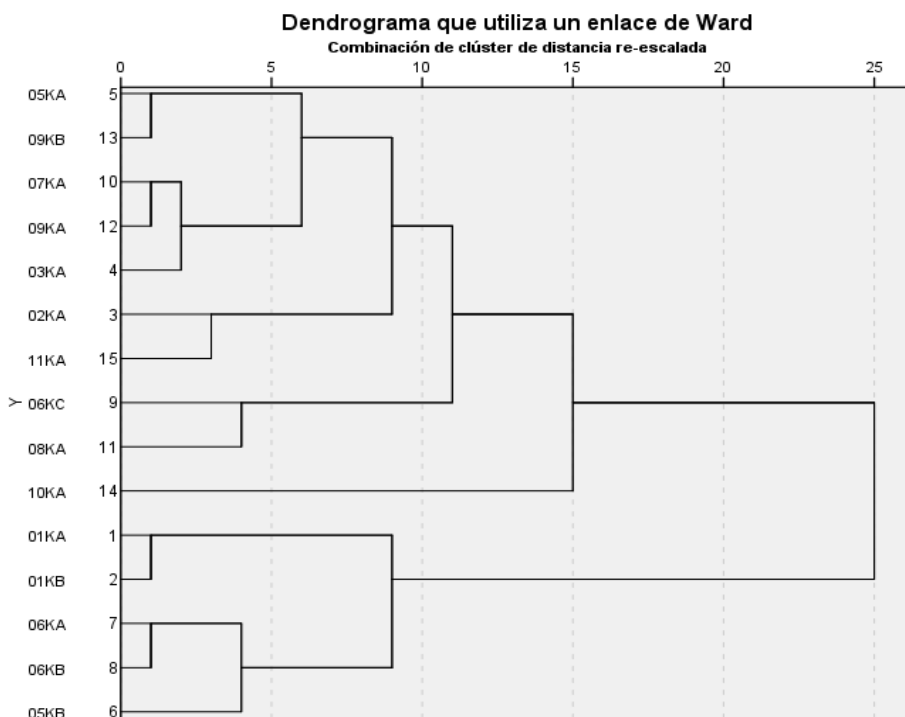 Dendrograma que utiliza un enlace de Ward
Combinación de clúster de distancia re-escalada
0 5 10 15 20 25
05KA 5
09KB 13
07KA 10
09KA 12
03KA 4
02KA 3
11KA 15
Y
06KC 9
08KA 11
10KA 14
01KA 1
01KB 2
06KA 7
06KB 8
05KB 6